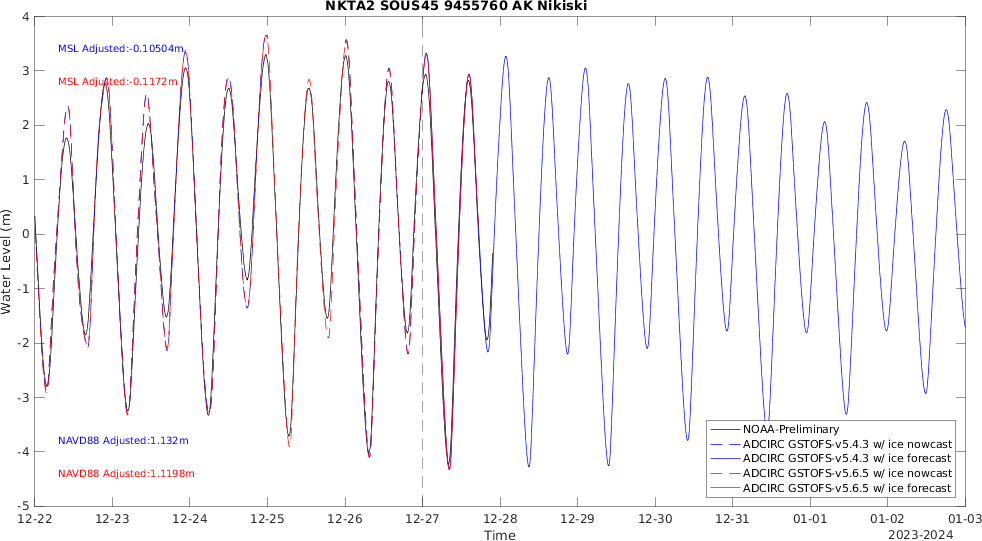 NKTA2 SOUS45 9455760 AK Nikiski
4
3
2
1
0
-1
-2
-3
-4
-5
Water Level (m)
MSL Adjusted:-0.10504m
MSL Adjusted:-0.1172m
NAVD88 Adjusted:1.132m
NAVD88 Adjusted:1.1198m
NOAA-Preliminary
ADCIRC GSTOFS-v5.4.3 w/ ice nowcast
ADCIRC GSTOFS-v5.4.3 w/ ice forecast
ADCIRC GSTOFS-v5.6.5 w/ ice nowcast
ADCIRC GSTOFS-v5.6.5 w/ ice forecast
12-22 12-23 12-24 12-25 12-26 12-27 12-28 12-29 12-30 12-31 01-01 01-02 01-03
Time
2023-2024